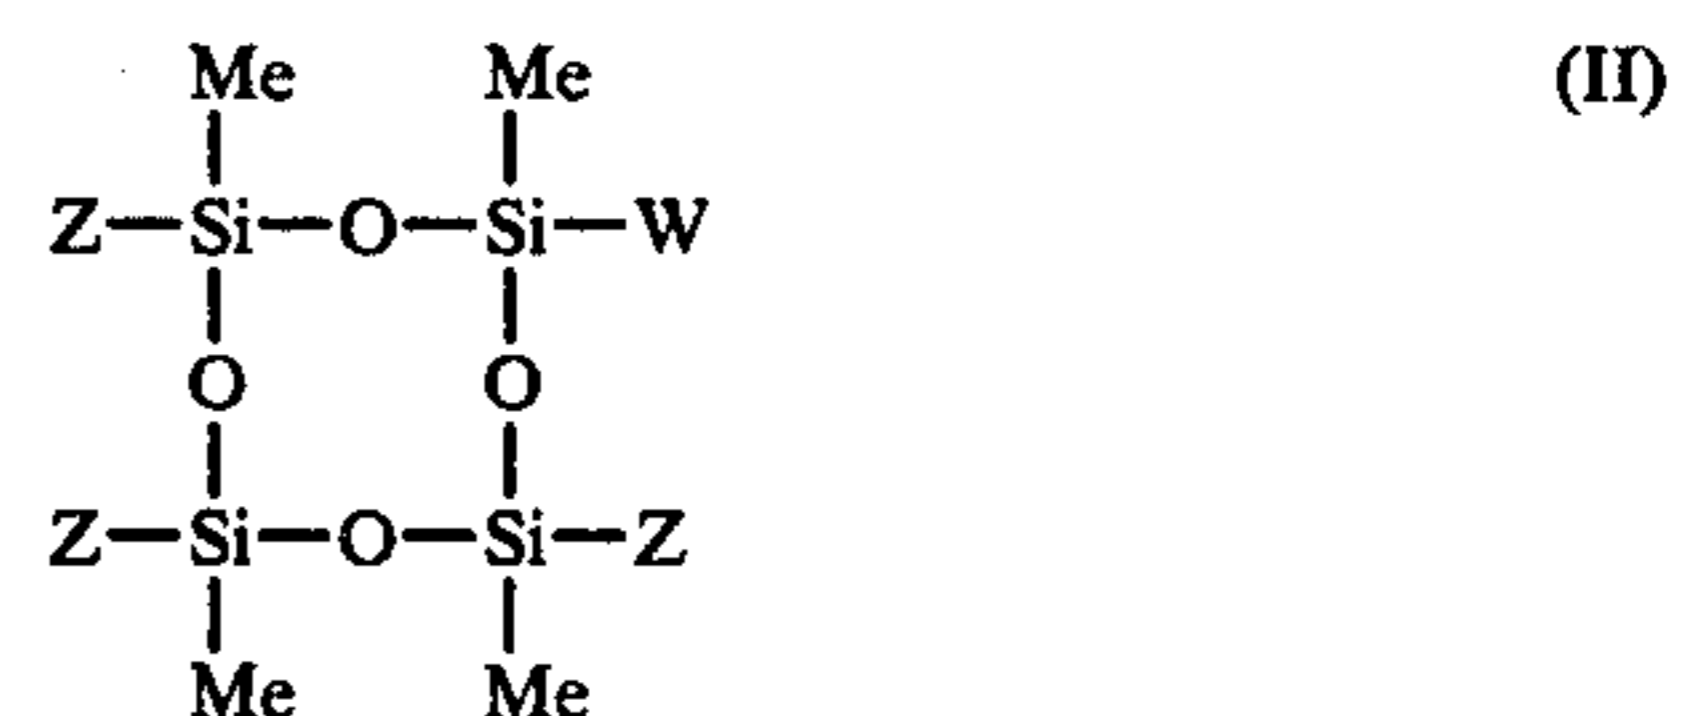 Me Me (II)
Z—Si—O—Si—W
O O
Z—Si—O—Si—Z
Me Me